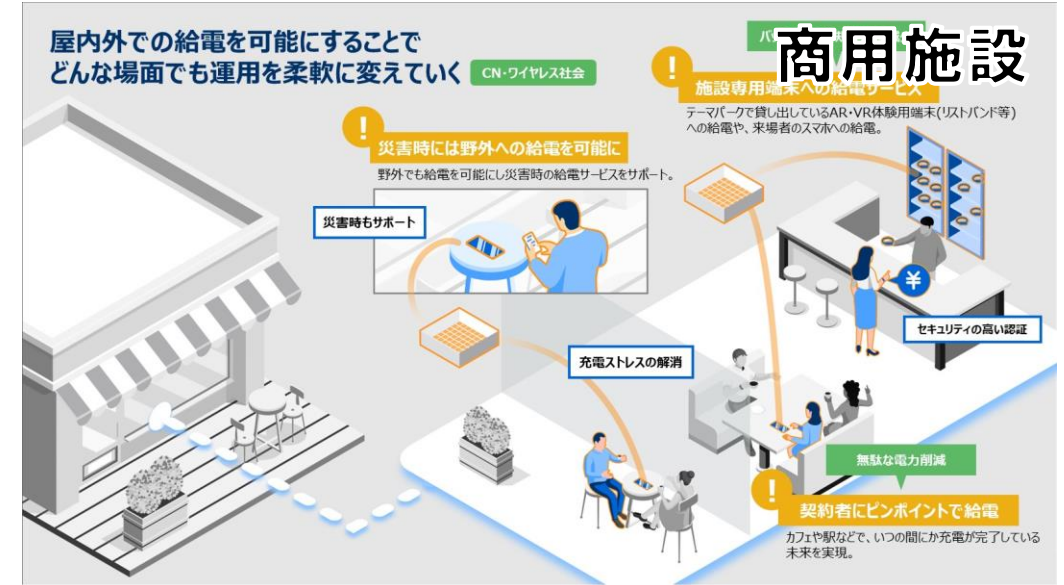 屋内外での給電を可能にすることで
どんな場面でも運用を柔軟に変えていく
CN・ワイヤレス社会
商用施設
施設専用端末への給電サービス
テーマパークで貸し出しているAR・VR体験用端末(リストバンド等)
への給電や、来場者のスマホへの給電。
!
!
災害時には野外への給電を可能に
野外でも給電を可能にし災害時の給電サービスをサポート。
災害時もサポート
¥
セキュリティの高い認証
充電ストレスの解消
無駄な電力削減
!
契約者にピンポイントで給電
カフェや駅などで、いつの間にか充電が完了している
未来を実現。